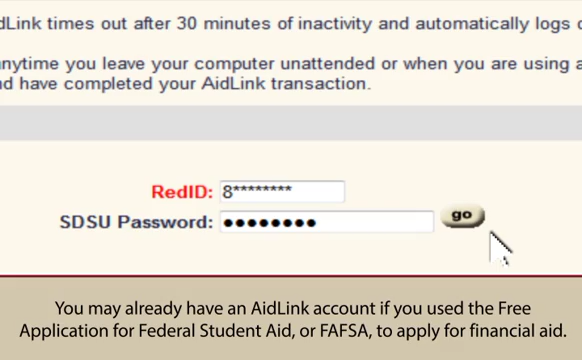 dLink times out after 30 minutes of inactivity and automatically logs
anytime you leave your computer unattended or when you are using
nd have completed your AidLink transaction.
RedID: 8********
SDSU Password: ●●●●●●●●
go
You may already have an AidLink account if you used the Free
Application for Federal Student Aid, or FAFSA, to apply for financial aid.